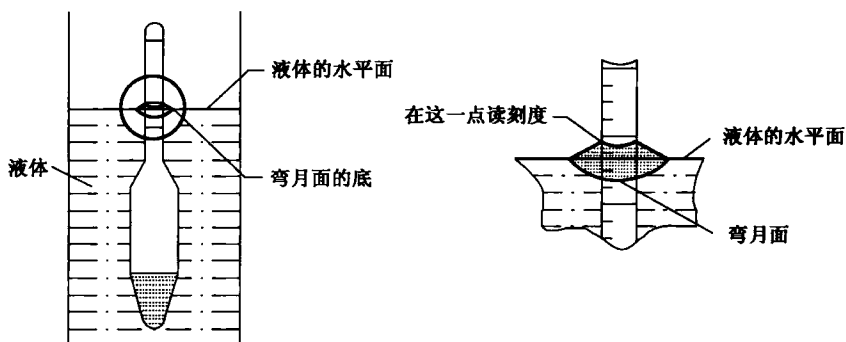 液体的水平面
液体
弯月面的底
在这一点读刻度
液体的水平面
弯月面